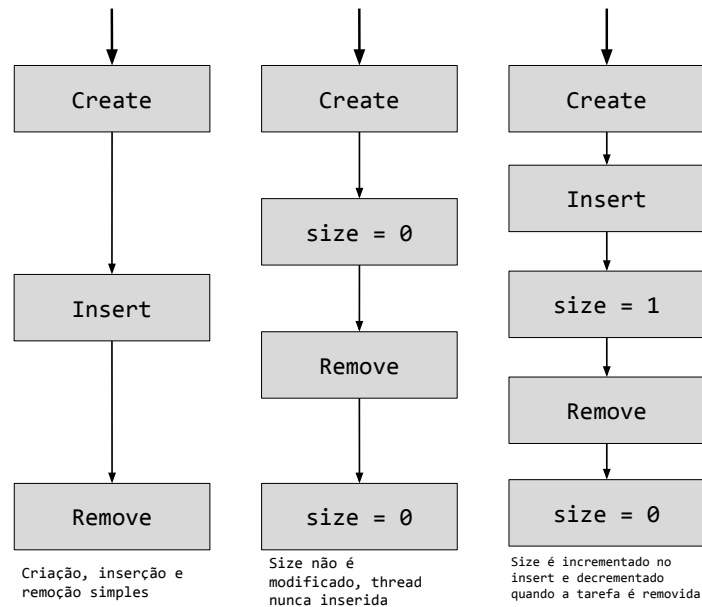 Create
Insert
Remove
Criação, inserção e
remoção simples
Create
size = 0
Remove
size = 0
Size não é
modificado, thread
nunca inserida
Create
Insert
size = 1
Remove
size = 0
Size é incrementado no
insert e decrementado
quando a tarefa é removida